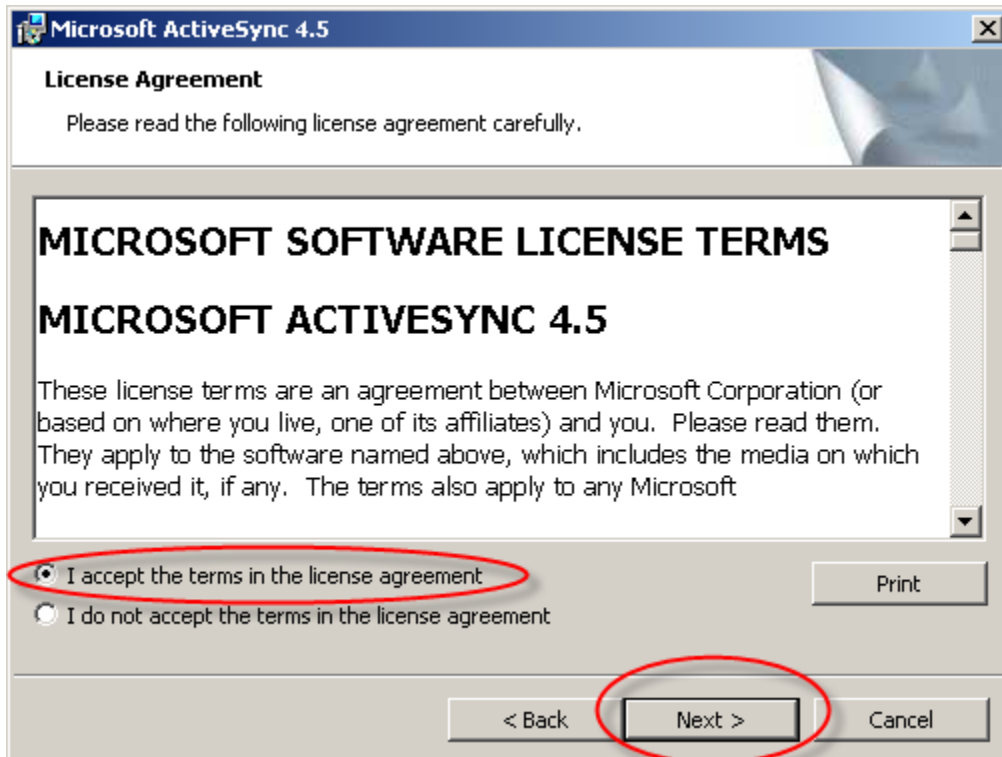 Microsoft ActiveSync 4.5
License Agreement
Please read the following license agreement carefully.
MICROSOFT SOFTWARE LICENSE TERMS
MICROSOFT ACTIVESYNC 4.5
These license terms are an agreement between Microsoft Corporation (or
based on where you live, one of its affiliates) and you.  Please read them.
They apply to the software named above, which includes the media on which
you received it, if any.  The terms also apply to any Microsoft
I accept the terms in the license agreement
Print
I do not accept the terms in the license agreement
< Back
Next >
Cancel